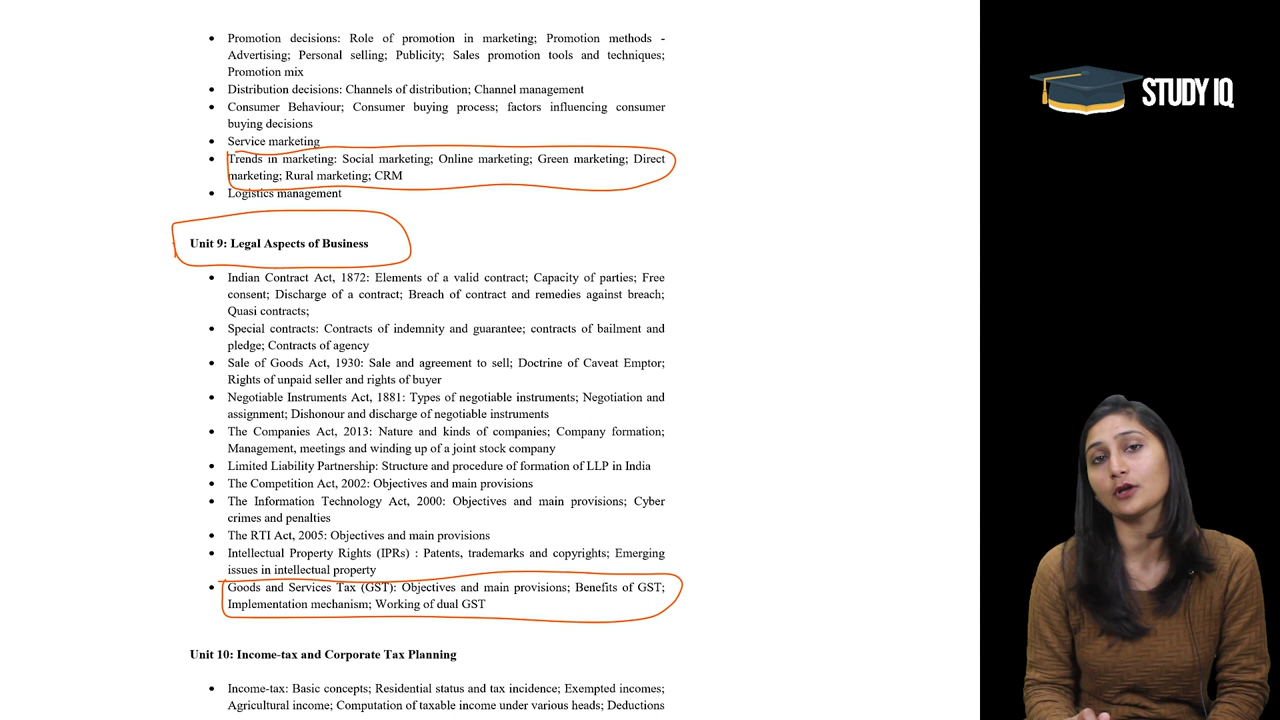 Promotion decisions: Role of promotion in marketing; Promotion methods -
Advertising; Personal selling; Publicity; Sales promotion tools and techniques;
Promotion mix
Distribution decisions: Channels of distribution; Channel management
Consumer Behaviour; Consumer buying process; factors influencing consumer
buying decisions
Service marketing
Trends in marketing: Social marketing; Online marketing; Green marketing; Direct
marketing; Rural marketing; CRM
Logistics management
Unit 9: Legal Aspects of Business
Indian Contract Act, 1872: Elements of a valid contract; Capacity of parties; Free
consent; Discharge of a contract; Breach of contract and remedies against breach;
Quasi contracts;
Special contracts: Contracts of indemnity and guarantee; contracts of bailment and
pledge; Contracts of agency
Sale of Goods Act, 1930: Sale and agreement to sell; Doctrine of Caveat Emptor;
Rights of unpaid seller and rights of buyer
Negotiable Instruments Act, 1881: Types of negotiable instruments; Negotiation and
assignment; Dishonour and discharge of negotiable instruments
The Companies Act, 2013: Nature and kinds of companies; Company formation;
Management, meetings and winding up of a joint stock company
Limited Liability Partnership: Structure and procedure of formation of LLP in India
The Competition Act, 2002: Objectives and main provisions
The Information Technology Act, 2000: Objectives and main provisions; Cyber
crimes and penalties
The RTI Act, 2005: Objectives and main provisions
Intellectual Property Rights (IPRs) : Patents, trademarks and copyrights; Emerging
issues in intellectual property
Goods and Services Tax (GST): Objectives and main provisions; Benefits of GST;
Implementation mechanism; Working of dual GST
Unit 10: Income-tax and Corporate Tax Planning
Income-tax: Basic concepts; Residential status and tax incidence; Exempted incomes;
Agricultural income; Computation of taxable income under various heads; Deductions
STUDY IQ